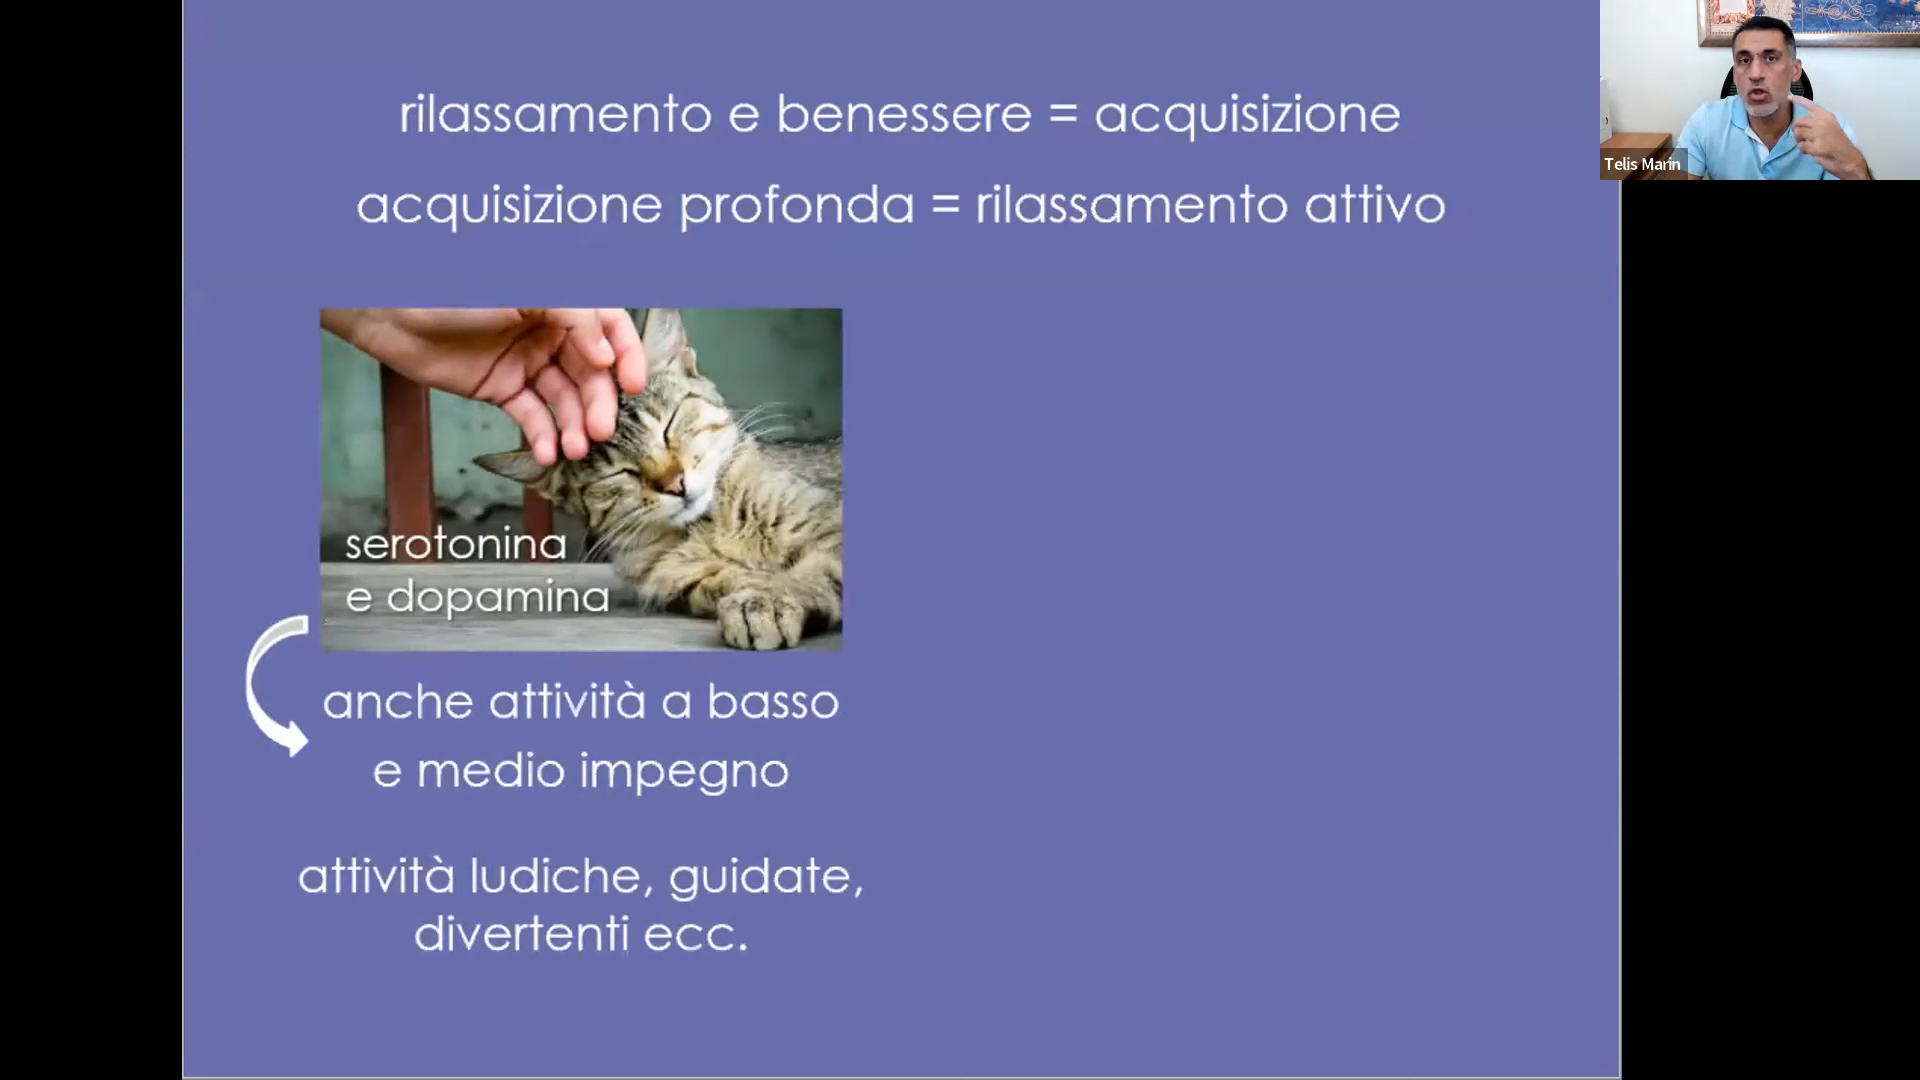 rilassamento e benessere = acquisizione
acquisizione profonda = rilassamento attivo
Telis Marin
serotonina
e dopamina
anche attività a basso
e medio impegno
attività ludiche, guidate,
divertenti ecc.